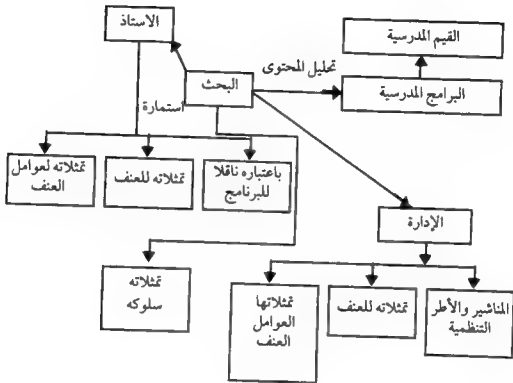 الاستاذ
القيم المدرسية
تحليل المحتوى
البحث
البرامج المدرسية
استمارة
باعتباره ناقلا
للبرنامج
تمثلاته للعنف
تمثلاته لعوامل
العنف
الإدارة
تمثلاته
سلوكه
المناشير والأطر
التنظمية
تمثلاته للعنف
تمثلاتها
العوامل
العنف